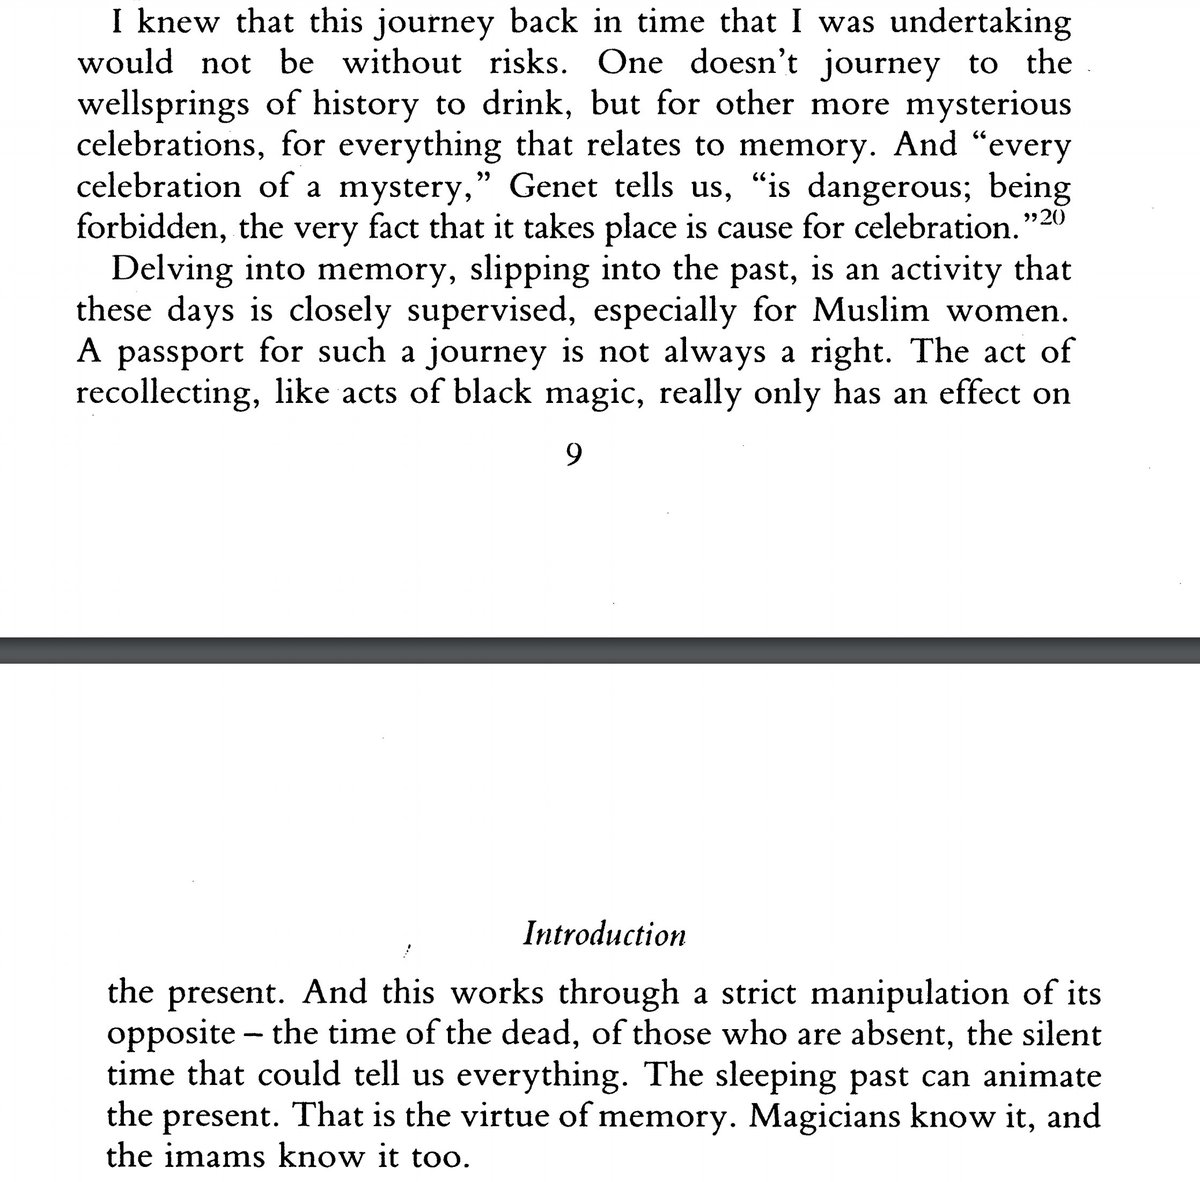 I knew that this journey back in time that I was undertaking
would not be without risks. One doesn't journey to the
wellsprings of history to drink, but for other more mysterious
celebrations, for everything that relates to memory. And “every
celebration of a mystery,” Genet tells us, “is dangerous; being
forbidden, the very fact that it takes place is cause for celebration.”20
Delving into memory, slipping into the past, is an activity that
these days is closely supervised, especially for Muslim women.
A passport for such a journey is not always a right. The act of
recollecting, like acts of black magic, really only has an effect on
9
Introduction
the present. And this works through a strict manipulation of its
opposite – the time of the dead, of those who are absent, the silent
time that could tell us everything. The sleeping past can animate
the present. That is the virtue of memory. Magicians know it, and
the imams know it too.